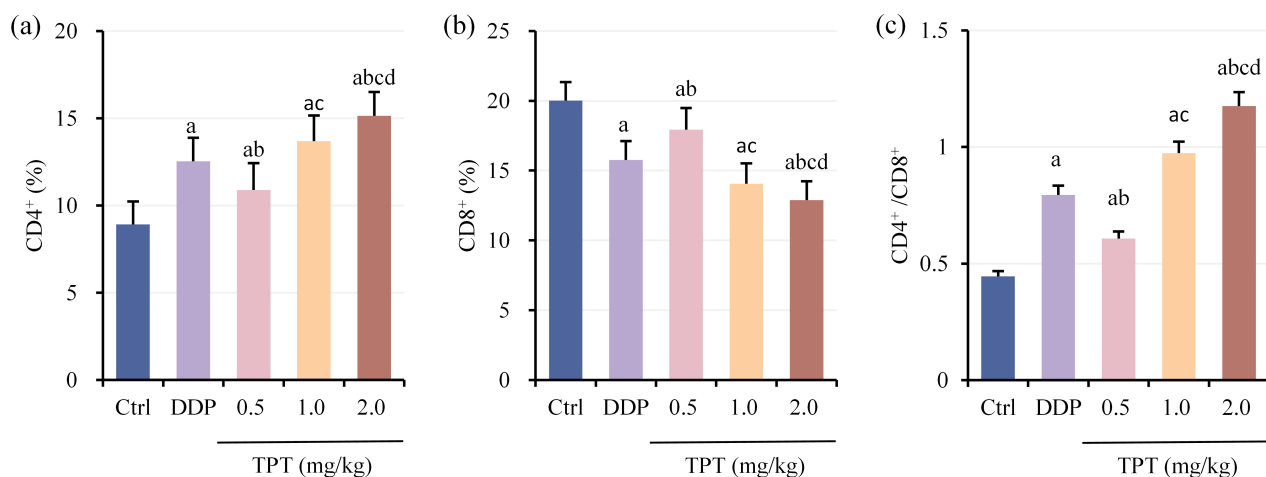 (a)
CD4⁺ (%)
20
15
10
5
0
a
ab
ac
abcd
Ctrl DDP 0.5 1.0 2.0
TPT (mg/kg)
(b)
CD8⁺ (%)
25
20
15
10
5
0
a
ab
ac
abcd
Ctrl DDP 0.5 1.0 2.0
TPT (mg/kg)
(c)
CD4⁺ /CD8⁺
1.5
1
0.5
0
a
ab
ac
abcd
Ctrl DDP 0.5 1.0 2.0
TPT (mg/kg)